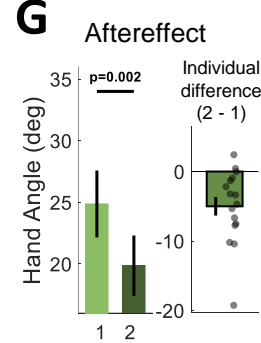 G
Aftereffect
Hand Angle (deg)
35
30
25
20
p=0.002
1 2
Individual
difference
(2 - 1)
0
-10
-20